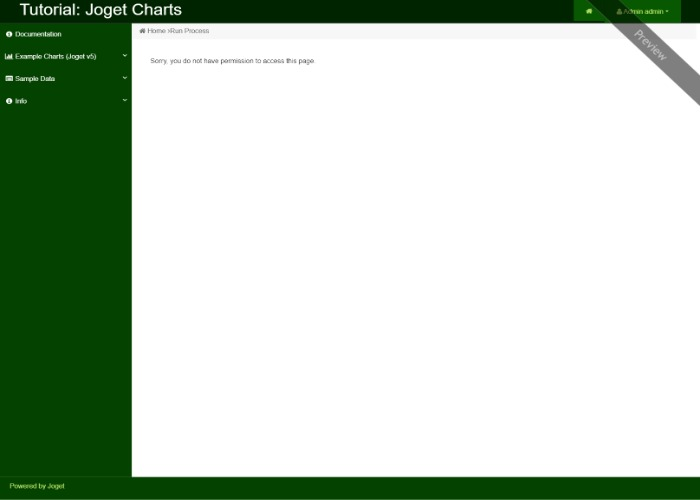 Tutorial: Joget Charts
Admin admin
Preview
Documentation
Home >Run Process
Example Charts (Joget v5)
Sorry, you do not have permission to access this page.
Sample Data
Info
Powered by Joget